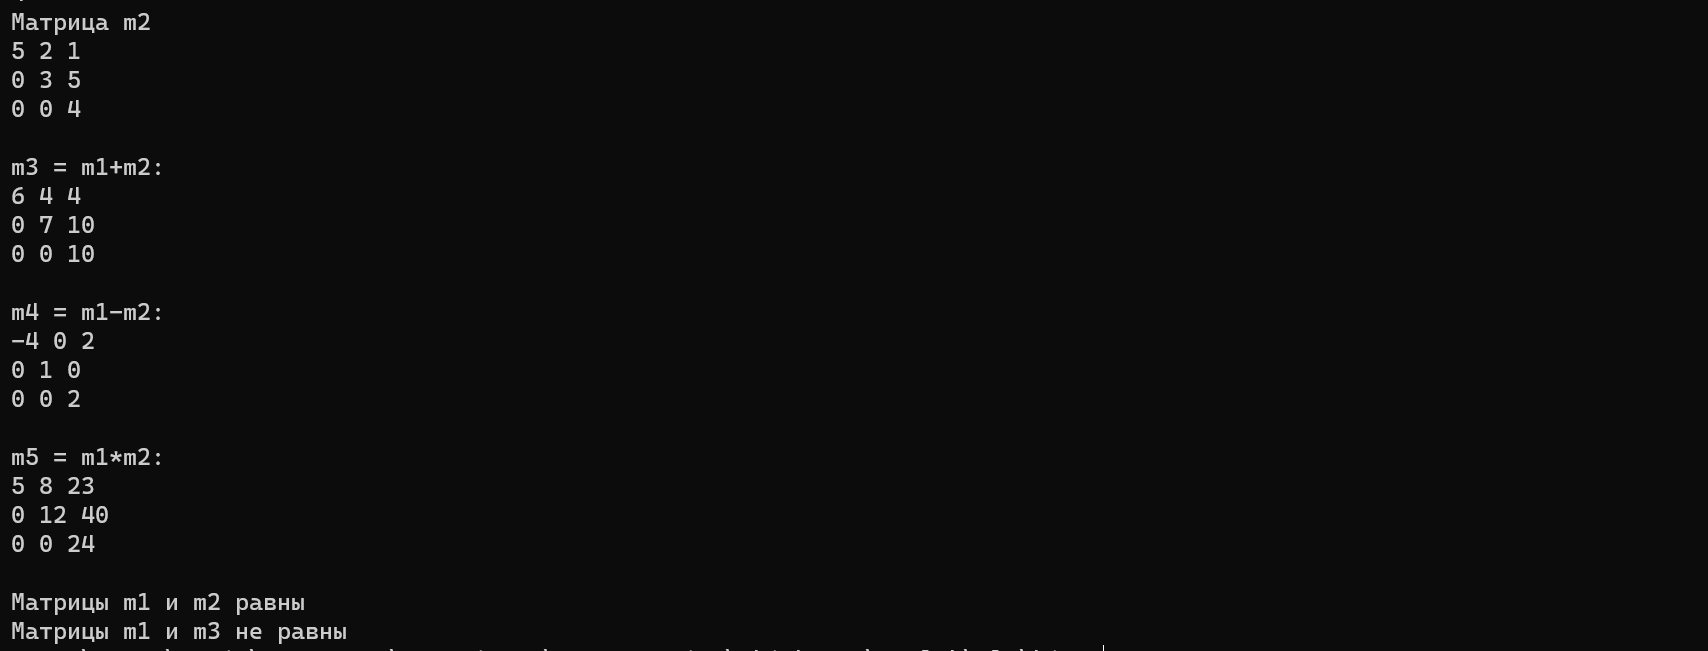 Матрица m2
5 2 1
0 3 5
0 0 4
m3 = m1+m2:
6 4 4
0 7 10
0 0 10
m4 = m1-m2:
-4 0 2
0 1 0
0 0 2
m5 = m1*m2:
5 8 23
0 12 40
0 0 24
Матрицы m1 и m2 равны
Матрицы m1 и m3 не равны